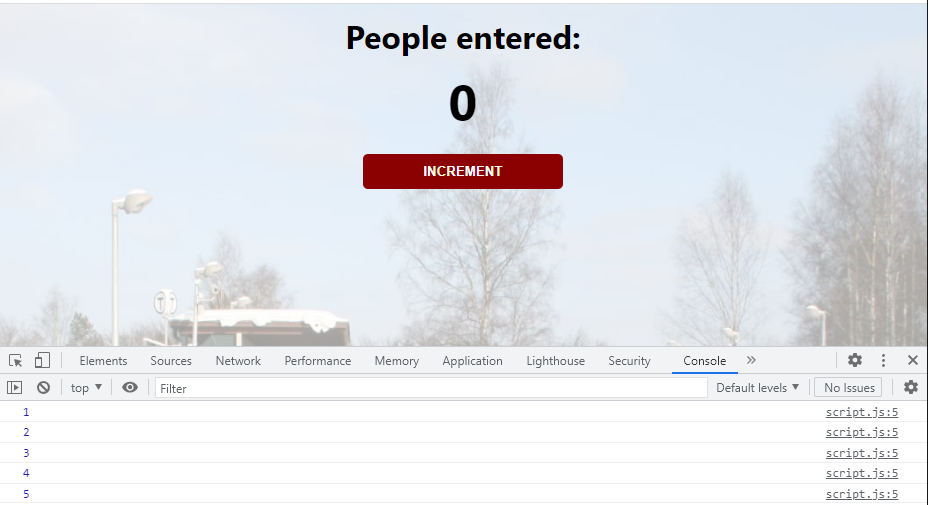 People entered:
0
INCREMENT
Elements Sources Network Performance Memory Application Lighthouse Security Console
top Filter Default levels No Issues
1 script.js:5
2 script.js:5
3 script.js:5
4 script.js:5
5 script.js:5